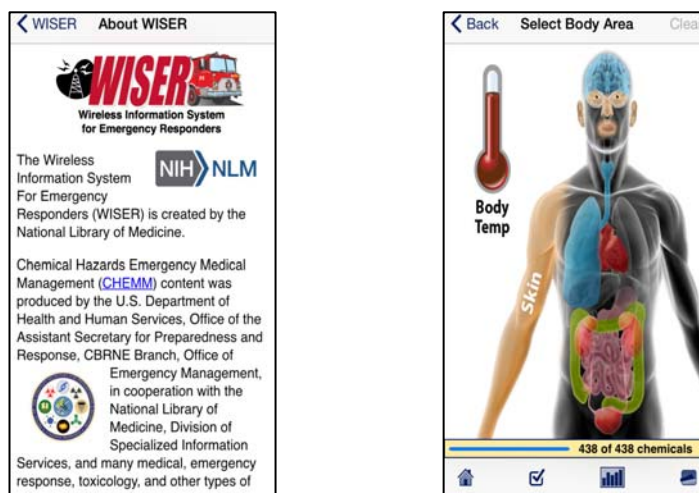 WISER About WISER
WISER
Wireless Information System
for Emergency Responders
The Wireless
Information System
For Emergency
Responders (WISER) is created by the
National Library of Medicine.
NIH NLM
Chemical Hazards Emergency Medical
Management (CHEMM) content was
produced by the U.S. Department of
Health and Human Services, Office of the
Assistant Secretary for Preparedness and
Response, CBRNE Branch, Office of
Emergency Management,
in cooperation with the
National Library of
Medicine, Division of
Specialized Information
Services, and many medical, emergency
response, toxicology, and other types of
Back Select Body Area Clea
Body
Temp
Skin
438 of 438 chemicals